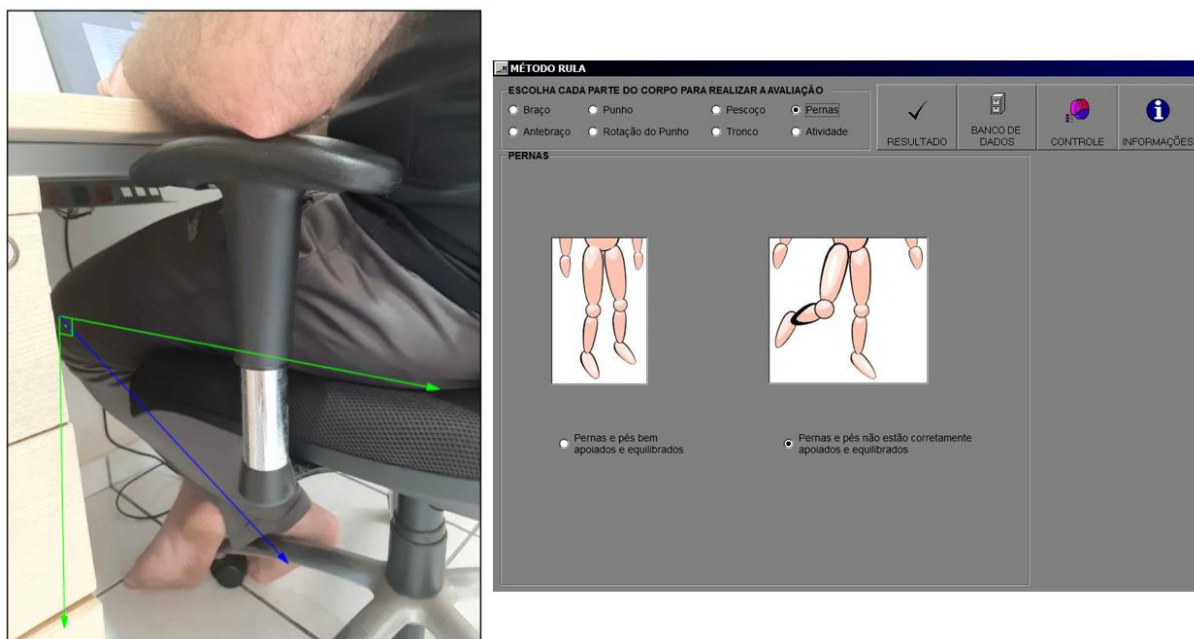 MÉTODO RULA
ESCOLHA CADA PARTE DO CORPO PARA REALIZAR A AVALIAÇÃO
Braço
Punho
Pescoço
Pernas
Antebraço
Rotação do Punho
Tronco
Atividade
RESULTADO
BANCO DE
DADOS
CONTROLE
INFORMAÇÕES
PERNAS
Pernas e pés bem
apoiados e equilibrados
Pernas e pés não estão corretamente
apoiados e equilibrados